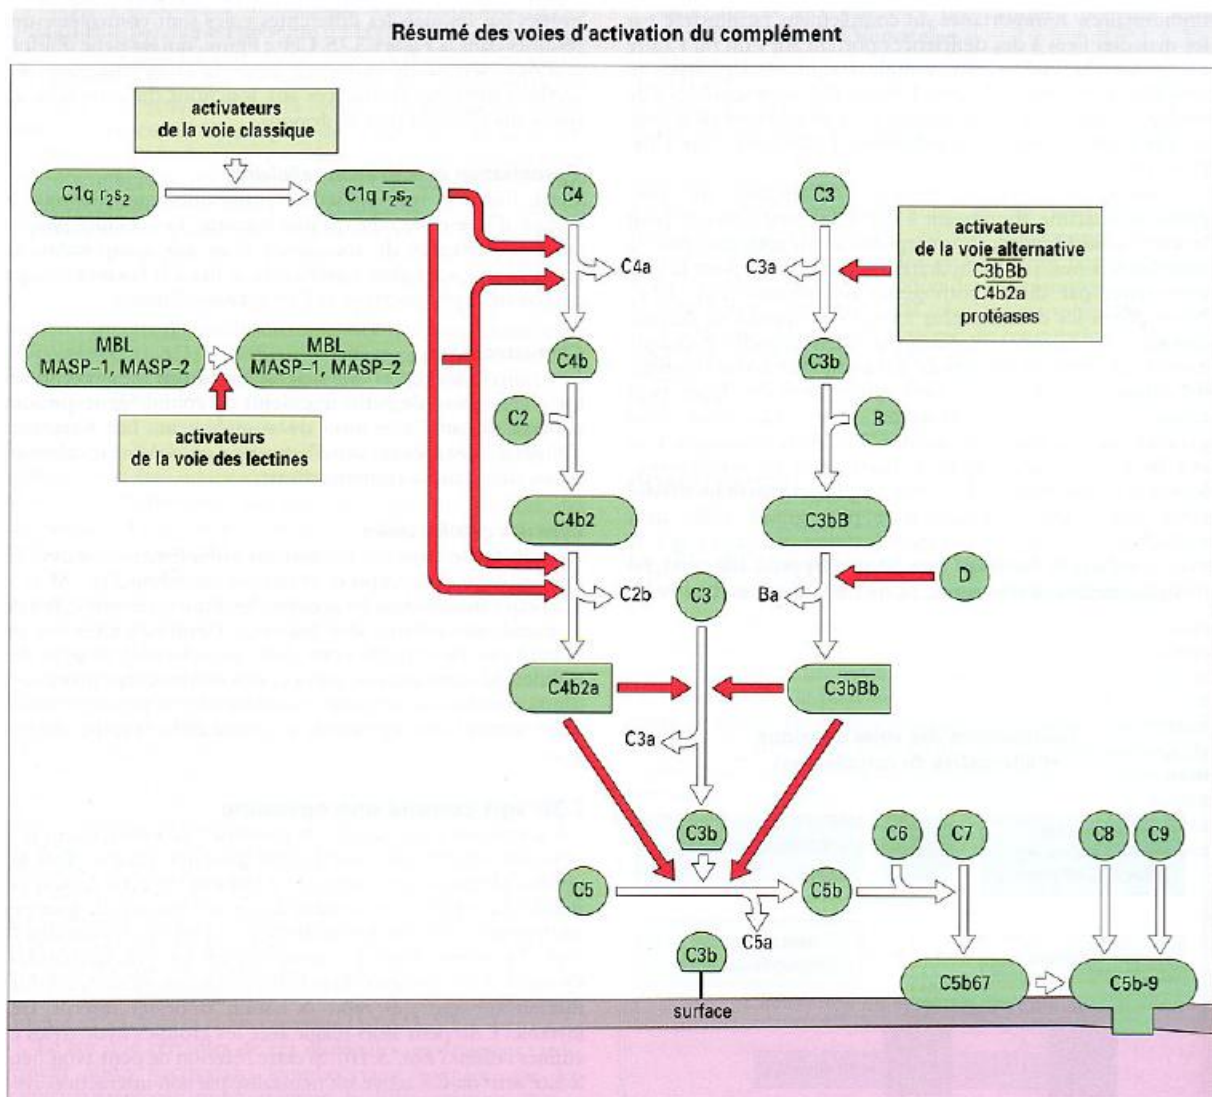 Résumé des voies d'activation du complément
activateurs
de la voie classique
C1q r₂s₂
C1q r₂s₂
C4
C3
C4a
C3a
activateurs
de la voie alternative
C3bBb
C4b2a
protéases
MBL
MASP–1, MASP–2
MBL
MASP–1, MASP–2
C4b
C3b
activateurs
de la voie des lectines
C2
B
C4b2
C3bB
C2b
C3
Ba
D
C4b2a
C3bBb
C3a
C3b
C6
C7
C8
C9
C5
C5b
C5a
C3b
C5b67
C5b-9
surface